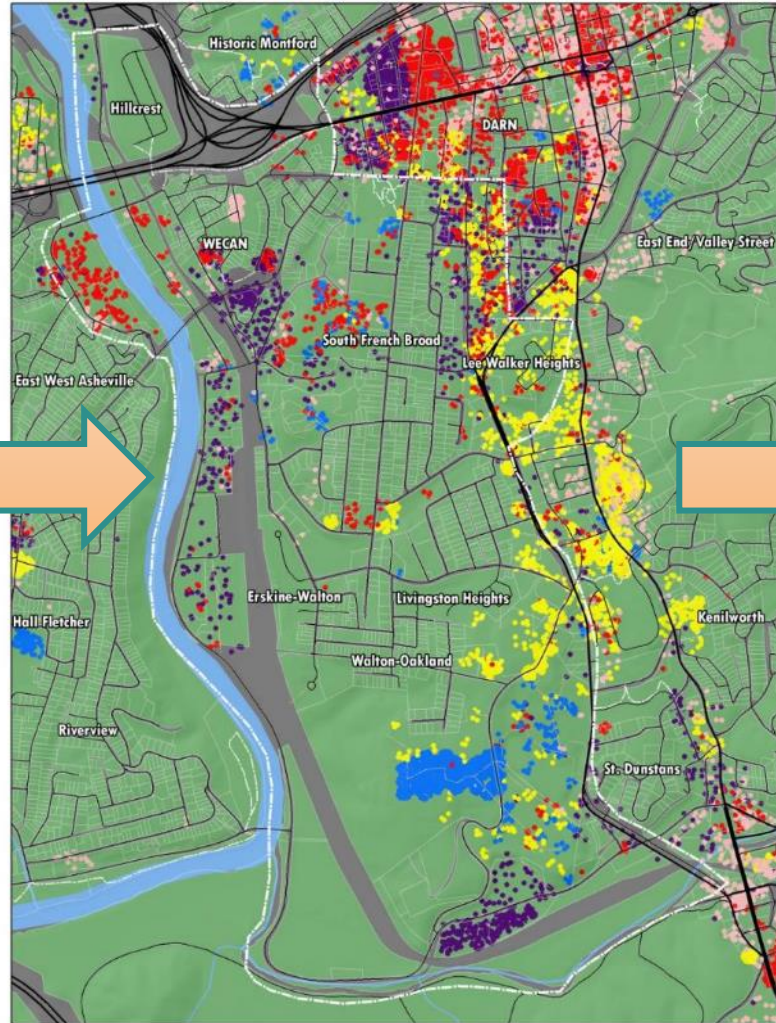 Historic Montford
Hillcrest
DARN
WECAN
East End/Valley Street
South French Broad
Lee Walker Heights
East West Asheville
Erskine-Walton
Livingston Heights
Hall Fletcher
Kenilworth
Walton-Oakland
Riverview
St. Dunstans